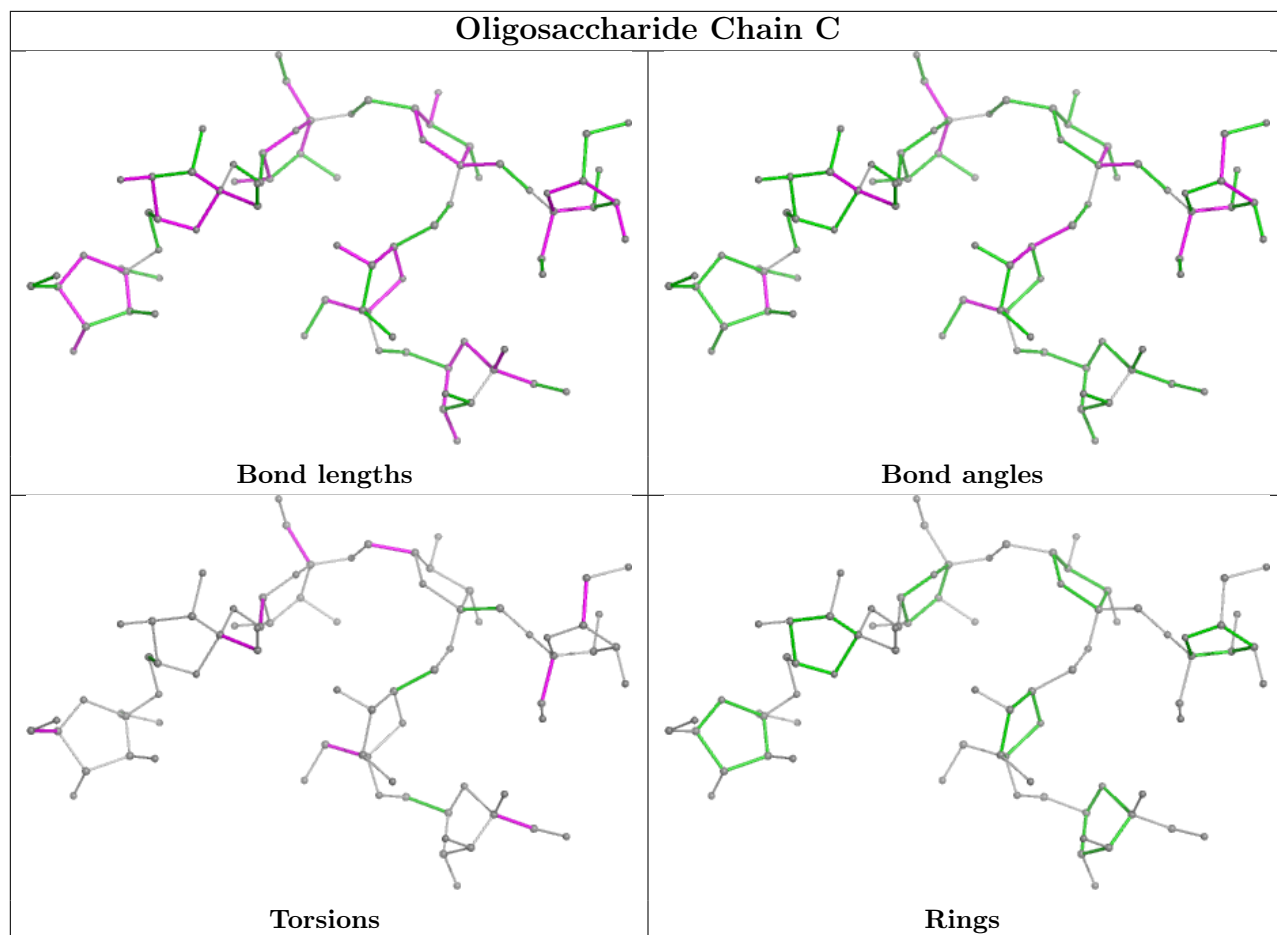 Oligosaccharide Chain C
Bond lengths
Bond angles
Torsions
Rings